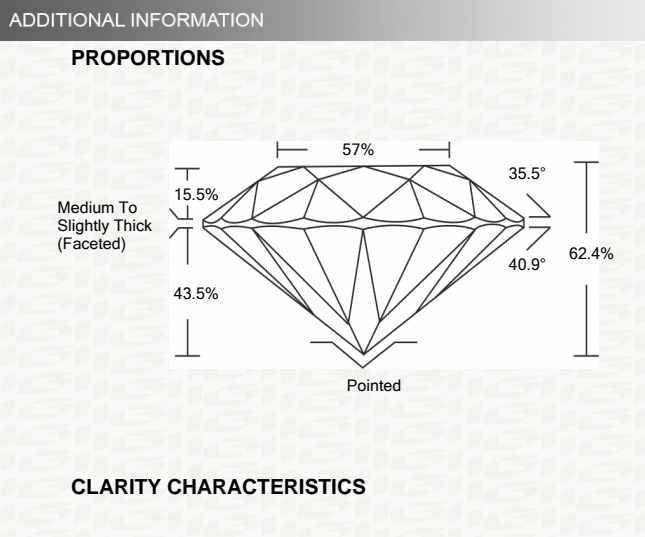 ADDITIONAL INFORMATION
PROPORTIONS
57%
35.5°
15.5%
Medium To
Slightly Thick
(Faceted)
62.4%
40.9°
43.5%
Pointed
CLARITY CHARACTERISTICS